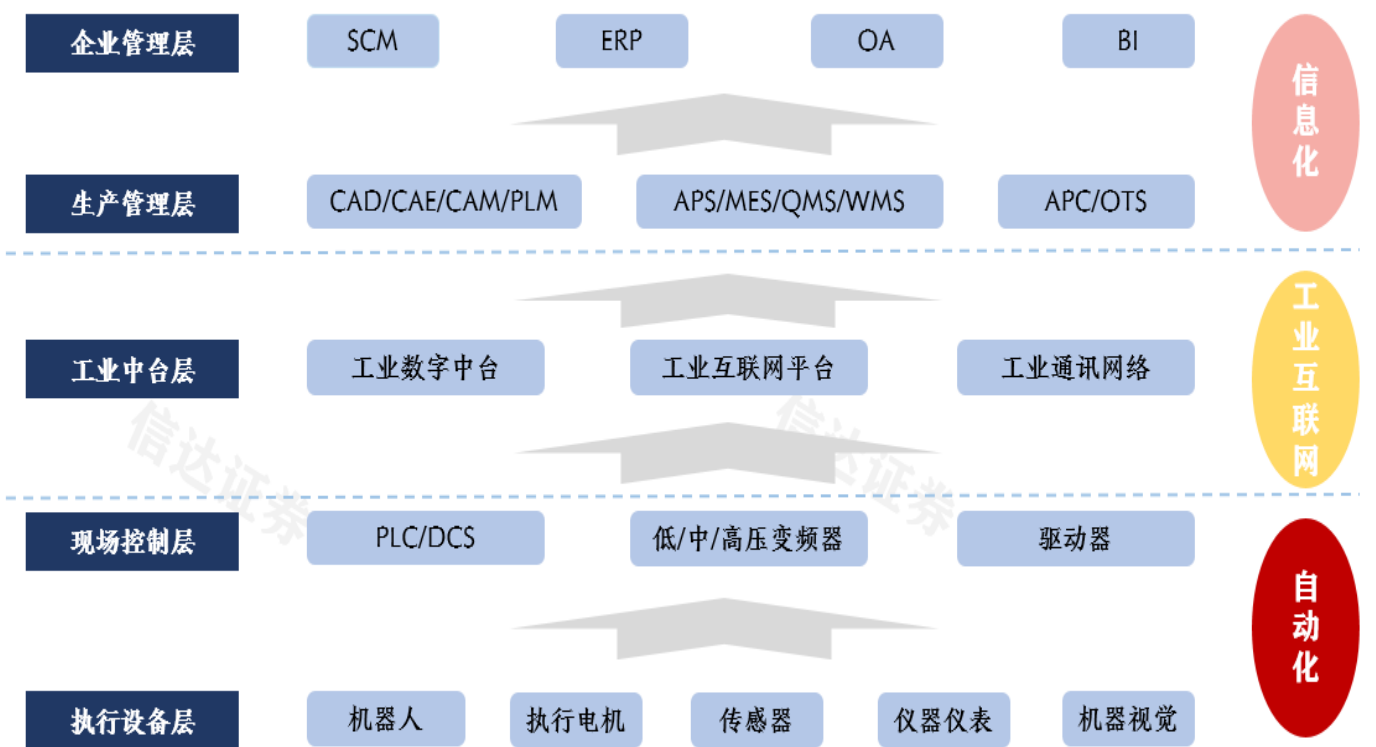 企业管理层
SCM
ERP
OA
BI
信息化
生产管理层
CAD/CAE/CAM/PLM
APS/MES/QMS/WMS
APC/OTS
工业中台层
工业数字中台
工业互联网平台
工业通讯网络
工业互联网
信达证券
信达证券
现场控制层
PLC/DCS
低/中/高压变频器
驱动器
自动化
执行设备层
机器人
执行电机
传感器
仪器仪表
机器视觉